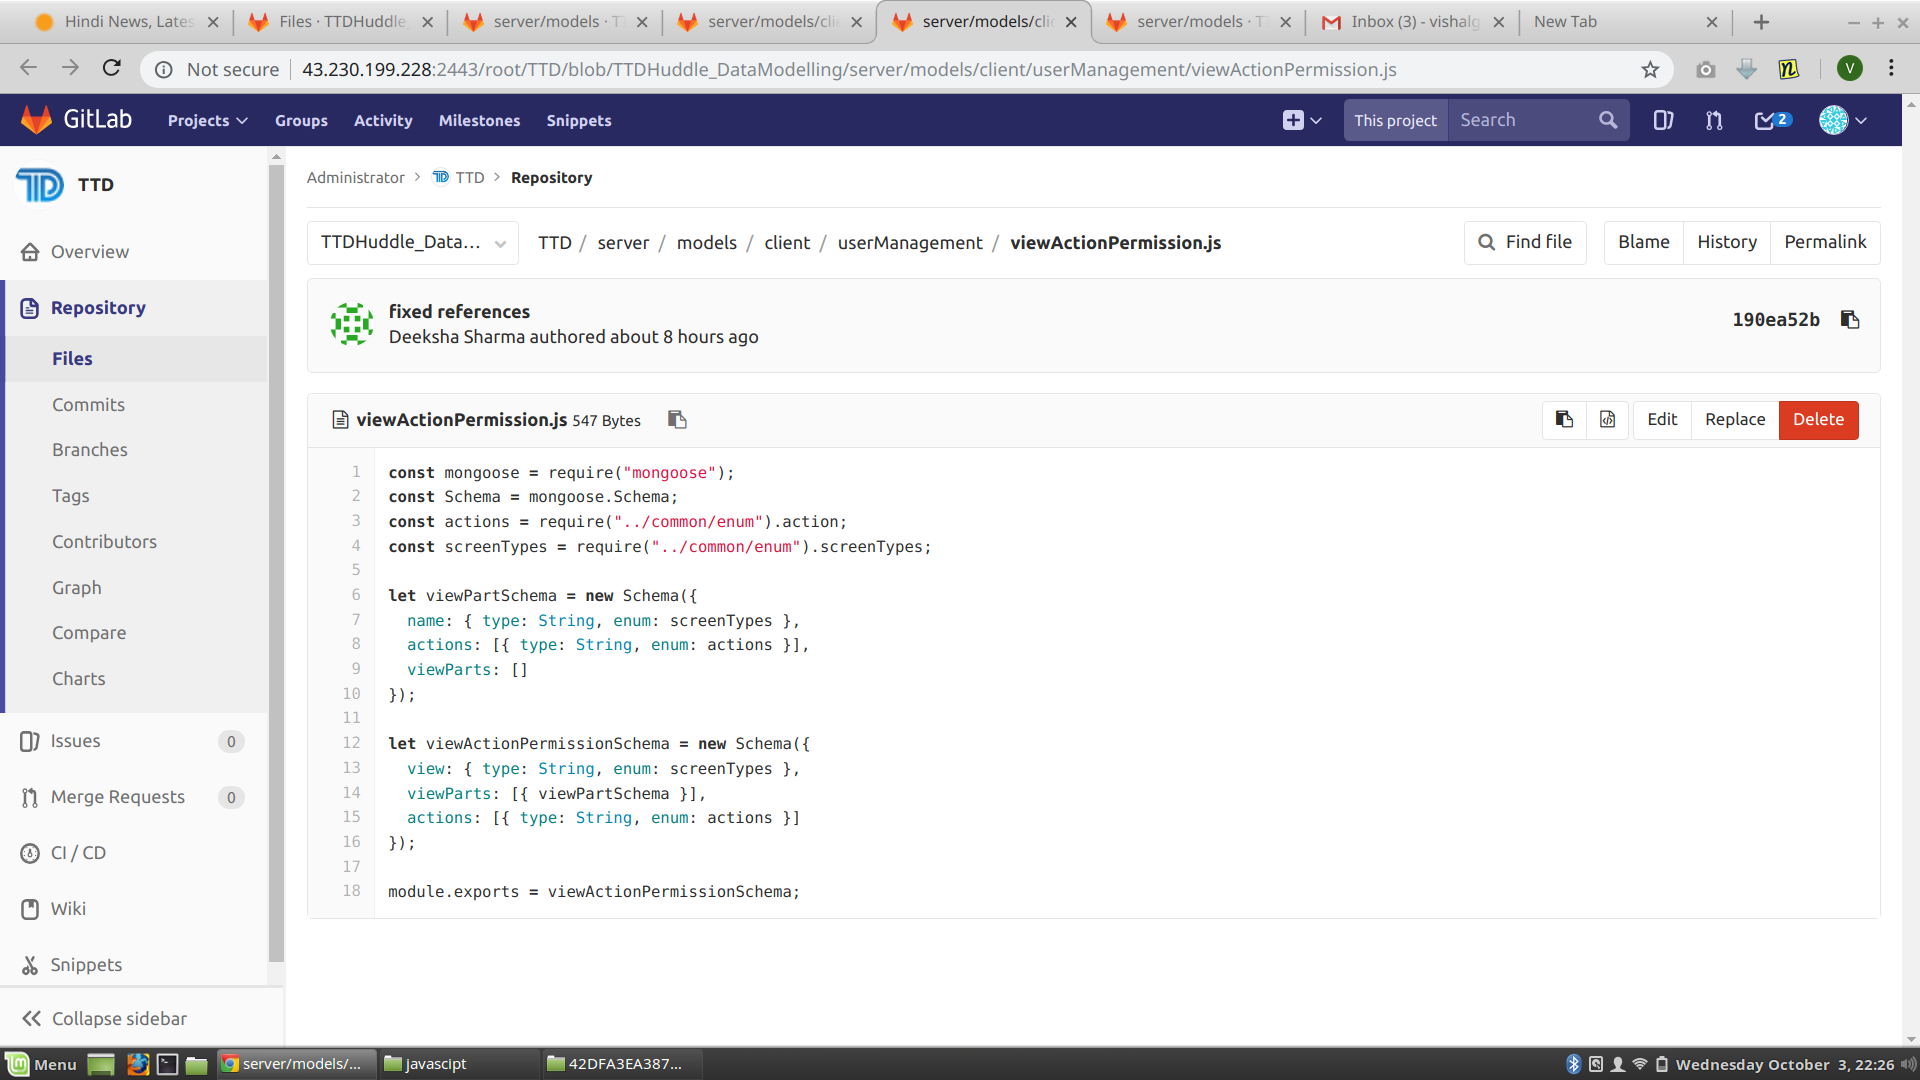 Hindi News, Lates
Files · TTDHuddle_
server/models · T
server/models/clie
server/models/clie
server/models · TT
Inbox (3) - vishalg
New Tab
Not secure
43.230.199.228:2443/root/TTD/blob/TTDHuddle_DataModelling/server/models/client/userManagement/viewActionPermission.js
V
GitLab
Projects
Groups
Activity
Milestones
Snippets
This project
Search
2
TTD
Overview
Repository
Files
Commits
Branches
Tags
Contributors
Graph
Compare
Charts
Issues 0
Merge Requests 0
CI / CD
Wiki
Snippets
Collapse sidebar
Administrator > TTD > Repository
TTDHuddle_Data...
TTD / server / models / client / userManagement / viewActionPermission.js
Find file
Blame
History
Permalink
fixed references
Deeksha Sharma authored about 8 hours ago
190ea52b
viewActionPermission.js 547 Bytes
Edit
Replace
Delete
1 const mongoose = require("mongoose");
2 const Schema = mongoose.Schema;
3 const actions = require("../common/enum").action;
4 const screenTypes = require("../common/enum").screenTypes;
5
6 let viewPartSchema = new Schema({
7 name: { type: String, enum: screenTypes },
8 actions: [{ type: String, enum: actions }],
9 viewParts: []
10 });
11
12 let viewActionPermissionSchema = new Schema({
13 view: { type: String, enum: screenTypes },
14 viewParts: [{ viewPartSchema }],
15 actions: [{ type: String, enum: actions }]
16 });
17
18 module.exports = viewActionPermissionSchema;
Menu
server/models/...
javascipt
42DFA3EA387...
Wednesday October 3, 22:26